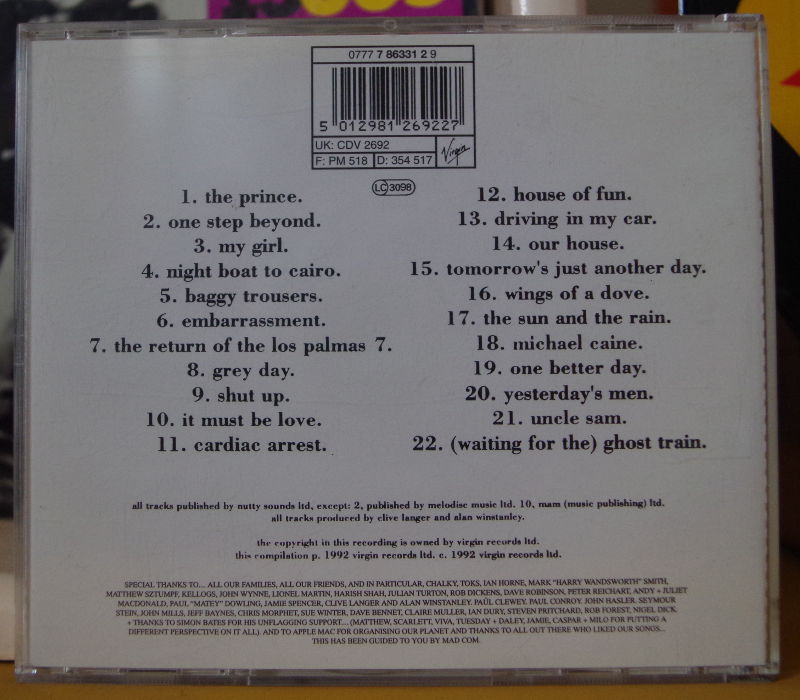 0777 7 86331 2 9
5 012981 269227
UK: CDV 2692
F: PM 518 D: 354 517
Virgin
LC 3098
1. the prince.
2. one step beyond.
3. my girl.
4. night boat to cairo.
5. baggy trousers.
6. embarrassment.
7. the return of the los palmas 7.
8. grey day.
9. shut up.
10. it must be love.
11. cardiac arrest.
12. house of fun.
13. driving in my car.
14. our house.
15. tomorrow's just another day.
16. wings of a dove.
17. the sun and the rain.
18. michael caine.
19. one better day.
20. yesterday's men.
21. uncle sam.
22. (waiting for the) ghost train.
all tracks published by nutty sounds ltd, except: 2, published by melodisc music ltd. 10, mam (music publishing) ltd.
all tracks produced by clive langer and alan winstanley.
the copyright in this recording is owned by virgin records ltd.
this compilation p. 1992 virgin records ltd. c. 1992 virgin records ltd.
SPECIAL THANKS TO... ALL OUR FAMILIES, ALL OUR FRIENDS, AND IN PARTICULAR, CHALKY, TOKS, IAN HORNE, MARK "HARRY WANDSWORTH" SMITH,
MATTHEW SZTUMPF, KELLOGS, JOHN WYNNE, LIONEL MARTIN, HARISH SHAH, JULIAN TURTON, ROB DICKENS, DAVE ROBINSON, PETER REICHART, ANDY + JULIET
MACDONALD, PAUL "MATEY" DOWLING, JAMIE SPENCER, CLIVE LANGER AND ALAN WINSTANLEY. PAUL CLEWEY. PAUL CONROY. JOHN HASLER. SEYMOUR
STEIN, JOHN MILLS, JEFF BAYNES, CHRIS MORPHET, SUE WINTER, DAVE BENNET, CLAIRE MULLER, IAN DURY, STEVEN PRITCHARD, ROB FOREST, NIGEL DICK.
+ THANKS TO SIMON BATES FOR HIS UNFLAGGING SUPPORT... (MATTHEW, SCARLETT, VIVA, TUESDAY + DALEY, JAMIE, CASPAR + MILO FOR PUTTING A
DIFFERENT PERSPECTIVE ON IT ALL). AND TO APPLE MAC FOR ORGANISING OUR PLANET AND THANKS TO ALL OUT THERE WHO LIKED OUR SONGS...
THIS HAS BEEN GUIDED TO YOU BY MAD COM.